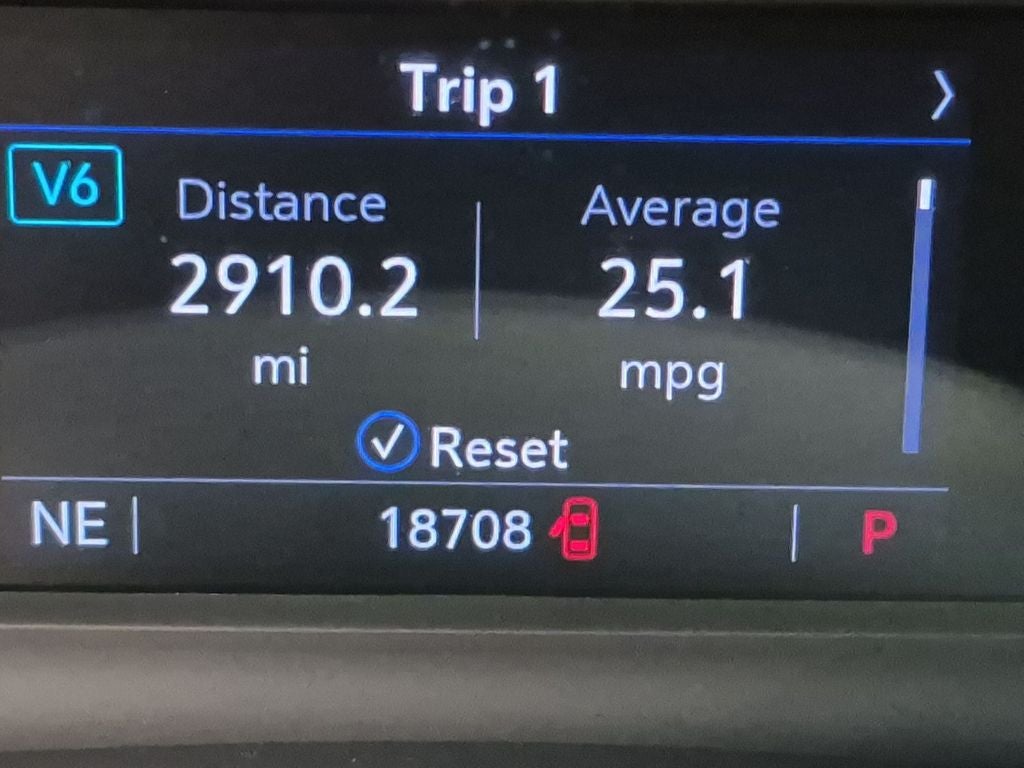 Trip 1
V6
Distance
Average
2910.2
25.1
mi
mpg
Reset
NE
18708
P